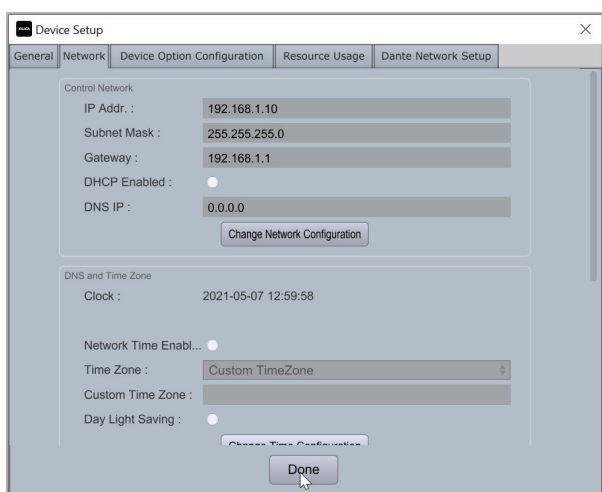 Device Setup
General Network Device Option Configuration Resource Usage Dante Network Setup
Control Network
IP Addr. : 192.168.1.10
Subnet Mask : 255.255.255.0
Gateway : 192.168.1.1
DHCP Enabled :
DNS IP : 0.0.0.0
Change Network Configuration
DNS and Time Zone
Clock : 2021-05-07 12:59:58
Network Time Enabl...
Time Zone : Custom TimeZone
Custom Time Zone :
Day Light Saving :
Change Time Configuration
Done